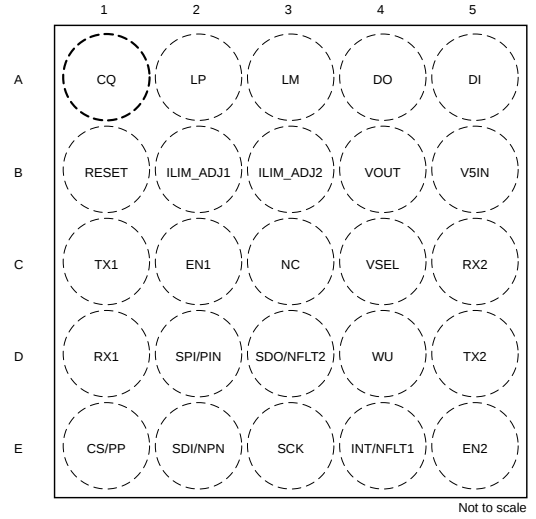 1 2 3 4 5
A CQ LP LM DO DI
B RESET ILIM_ADJ1 ILIM_ADJ2 VOUT V5IN
C TX1 EN1 NC VSEL RX2
D RX1 SPI/PIN SDO/NFLT2 WU TX2
E CS/PP SDI/NPN SCK INT/NFLT1 EN2
Not to scale